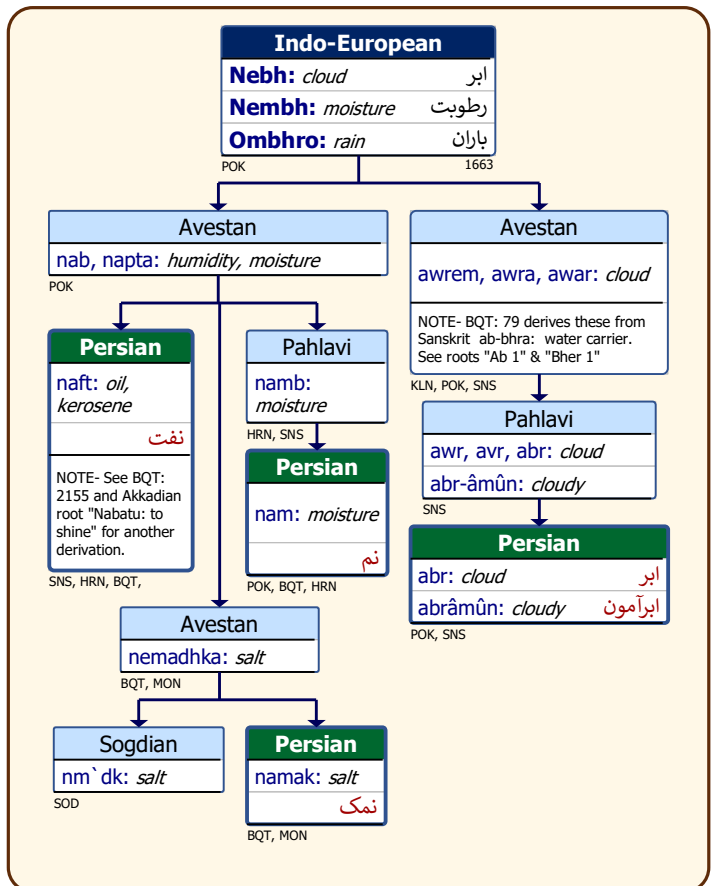 Indo-European
Nebh: cloud ابر
Nembh: moisture رطوبت
Ombhro: rain باران
POK 1663
Avestan
nab, napta: humidity, moisture
POK
Avestan
awrem, awra, awar: cloud
NOTE- BQT: 79 derives these from
Sanskrit ab-bhra: water carrier.
See roots "Ab 1" & "Bher 1"
KLN, POK, SNS
Persian
naft: oil,
kerosene
نفت
NOTE- See BQT:
2155 and Akkadian
root "Nabatu: to
shine" for another
derivation.
SNS, HRN, BQT,
Pahlavi
namb:
moisture
HRN, SNS
Persian
nam: moisture
نم
POK, BQT, HRN
Pahlavi
awr, avr, abr: cloud
abr-âmûn: cloudy
SNS
Persian
abr: cloud ابر
abrâmûn: cloudy ابرآمون
POK, SNS
Avestan
nemadhka: salt
BQT, MON
Sogdian
nm`dk: salt
SOD
Persian
namak: salt
نمک
BQT, MON